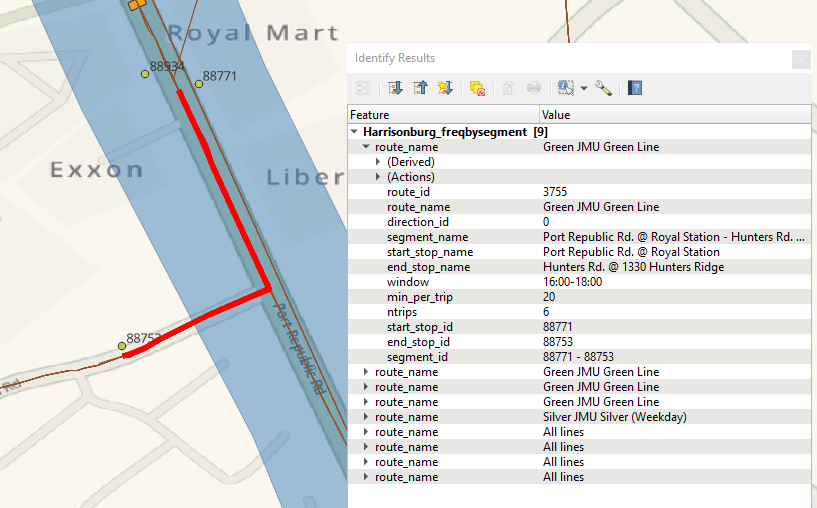 Royal Mart
88934
88771
Exxon
Liber
88753
Port Republic Rd
Rd
Identify Results
x
Feature Value
Harrisonburg_freqbysegment [9]
route_name Green JMU Green Line
(Derived)
(Actions)
route_id 3755
route_name Green JMU Green Line
direction_id 0
segment_name Port Republic Rd. @ Royal Station - Hunters Rd. ...
start_stop_name Port Republic Rd. @ Royal Station
end_stop_name Hunters Rd. @ 1330 Hunters Ridge
window 16:00-18:00
min_per_trip 20
ntrips 6
start_stop_id 88771
end_stop_id 88753
segment_id 88771 - 88753
route_name Green JMU Green Line
route_name Green JMU Green Line
route_name Green JMU Green Line
route_name Silver JMU Silver (Weekday)
route_name All lines
route_name All lines
route_name All lines
route_name All lines